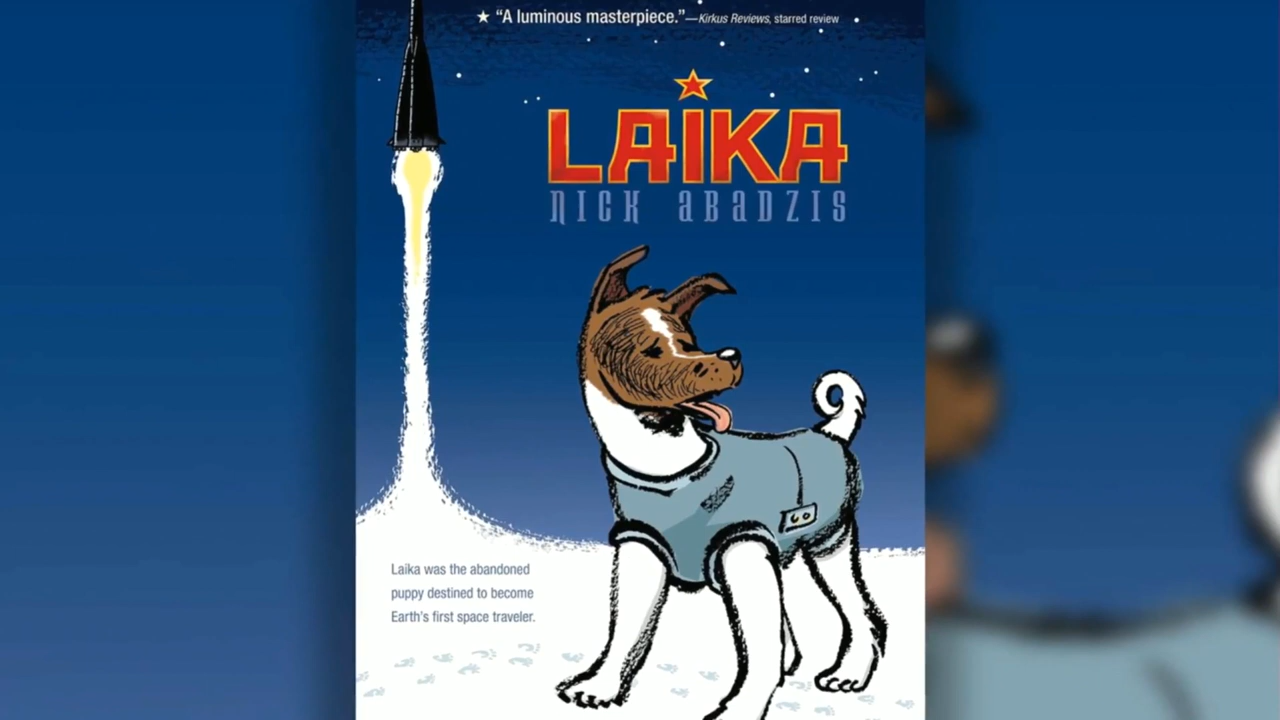 ★ “A luminous masterpiece.”—Kirkus Reviews, starred review
LAIKA
NICK ABADZIS
Laika was the abandoned
puppy destined to become
Earth’s first space traveler.